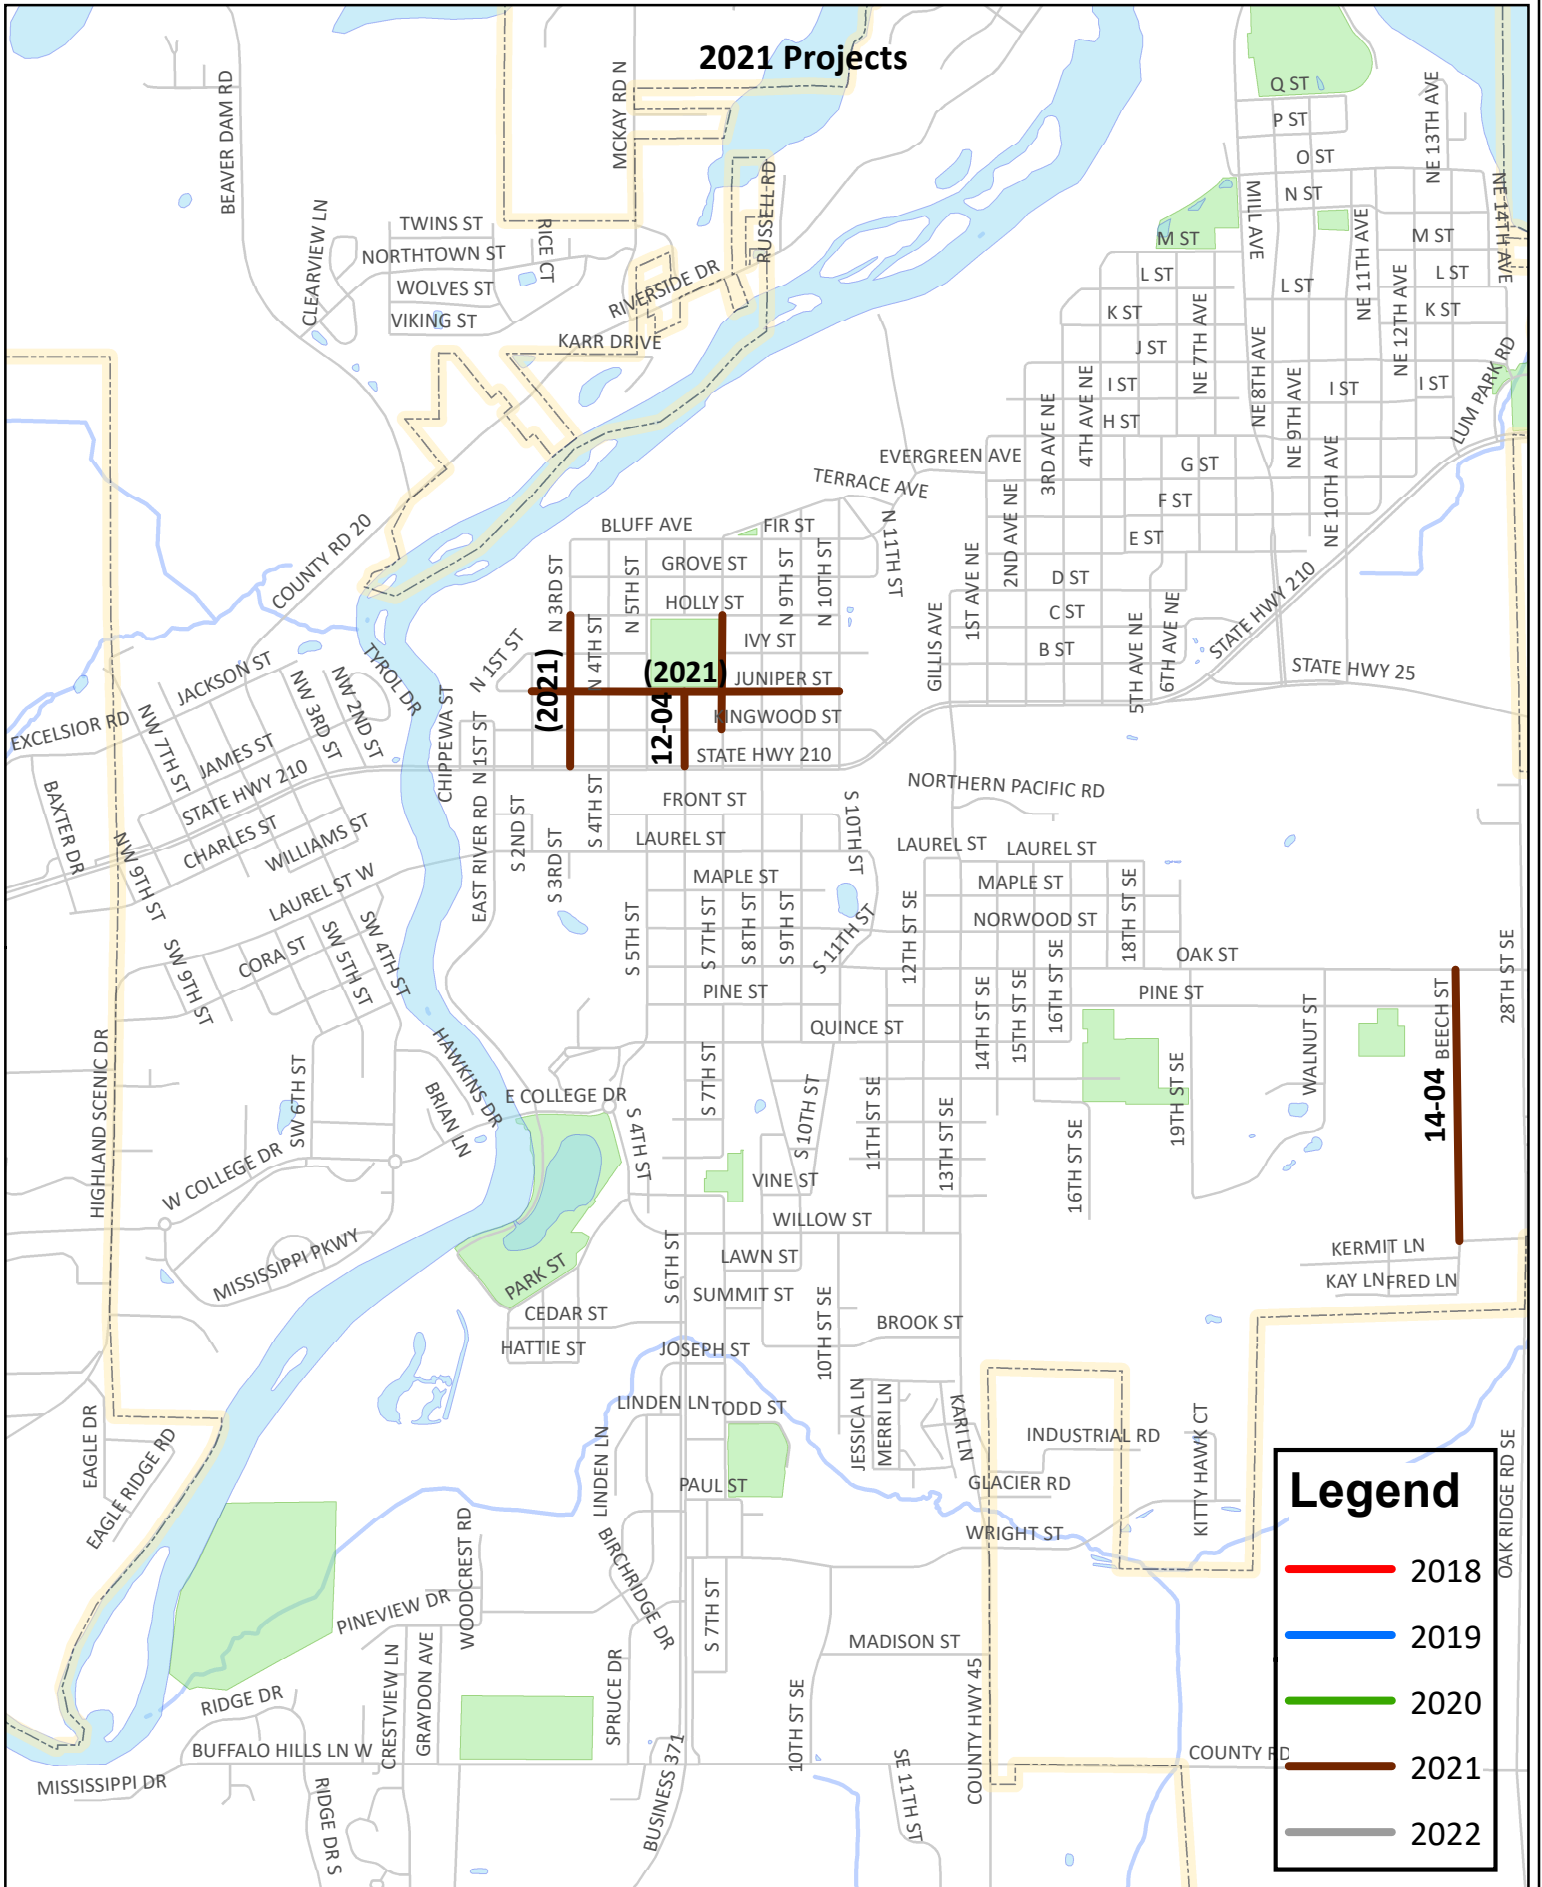 2021 Projects
Q ST
P ST
O ST
N ST
NE 13TH AVE
BEAVER DAM RD
MCKAY RD N
RUSSELL RD
MILL AVE
NE 11TH AVE
NE 14TH AVE
M ST
M ST
TWINS ST
NORTHTOWN ST
RICE CT
WOLVES ST
VIKING ST
CLEARVIEW LN
RIVERSIDE DR
KARR DRIVE
L ST
L ST
L ST
K ST
K ST
J ST
I ST
I ST
I ST
H ST
NE 7TH AVE
NE 8TH AVE
NE 9TH AVE
NE 12TH AVE
NE 10TH AVE
LUM PARK RD
3RD AVE NE
4TH AVE NE
EVERGREEN AVE
TERRACE AVE
G ST
F ST
E ST
D ST
C ST
B ST
1ST AVE NE
2ND AVE NE
GILLIS AVE
5TH AVE NE
6TH AVE NE
STATE HWY 210
STATE HWY 25
COUNTY RD 20
BLUFF AVE
FIR ST
GROVE ST
HOLLY ST
IVY ST
JUNIPER ST
KINGWOOD ST
STATE HWY 210
N 1ST ST
N 3RD ST
N 4TH ST
N 5TH ST
N 9TH ST
N 10TH ST
N 11TH ST
(2021)
(2021)
12-04
TYROL DR
CHIPPEWA ST
N 1ST ST
JACKSON ST
EXCELSIOR RD
NW 7TH ST
JAMES ST
NW 3RD ST
NW 2ND ST
STATE HWY 210
BAXTER DR
NW 9TH ST
CHARLES ST
WILLIAMS ST
LAUREL ST W
EAST RIVER RD
S 2ND ST
S 3RD ST
S 4TH ST
FRONT ST
LAUREL ST
MAPLE ST
S 10TH ST
NORTHERN PACIFIC RD
LAUREL ST
LAUREL ST
MAPLE ST
NORWOOD ST
18TH ST SE
OAK ST
PINE ST
S 5TH ST
S 7TH ST
S 8TH ST
S 9TH ST
S 11TH ST
12TH ST SE
PINE ST
QUINCE ST
14TH ST SE
15TH ST SE
16TH ST SE
CORA ST
SW 9TH ST
SW 5TH ST
SW 4TH ST
28TH ST SE
BEECH ST
14-04
WALNUT ST
HIGHLAND SCENIC DR
SW 6TH ST
HAWKINS DR
BRIAN LN
E COLLEGE DR
W COLLEGE DR
S 4TH ST
S 7TH ST
S 10TH ST
11TH ST SE
13TH ST SE
16TH ST SE
19TH ST SE
VINE ST
WILLOW ST
LAWN ST
SUMMIT ST
S 6TH ST
MISSISSIPPI PKWY
PARK ST
CEDAR ST
HATTIE ST
JOSEPH ST
10TH ST SE
BROOK ST
KERMIT LN
KAY LN
FRED LN
LINDEN LN
TODD ST
LINDEN LN
PAUL ST
JESSICA LN
MERRI LN
KARI LN
INDUSTRIAL RD
GLACIER RD
WRIGHT ST
KITTY HAWK CT
OAK RIDGE RD SE
EAGLE DR
EAGLE RIDGE RD
WOODCREST RD
PINEVIEW DR
BIRCHRIDGE DR
S 7TH ST
MADISON ST
RIDGE DR
CRESTVIEW LN
GRAYDON AVE
SPRUCE DR
BUFFALO HILLS LN W
MISSISSIPPI DR
RIDGE DR S
BUSINESS 371
10TH ST SE
SE 11TH ST
COUNTY HWY 45
COUNTY RD
Legend
2018
2019
2020
2021
2022